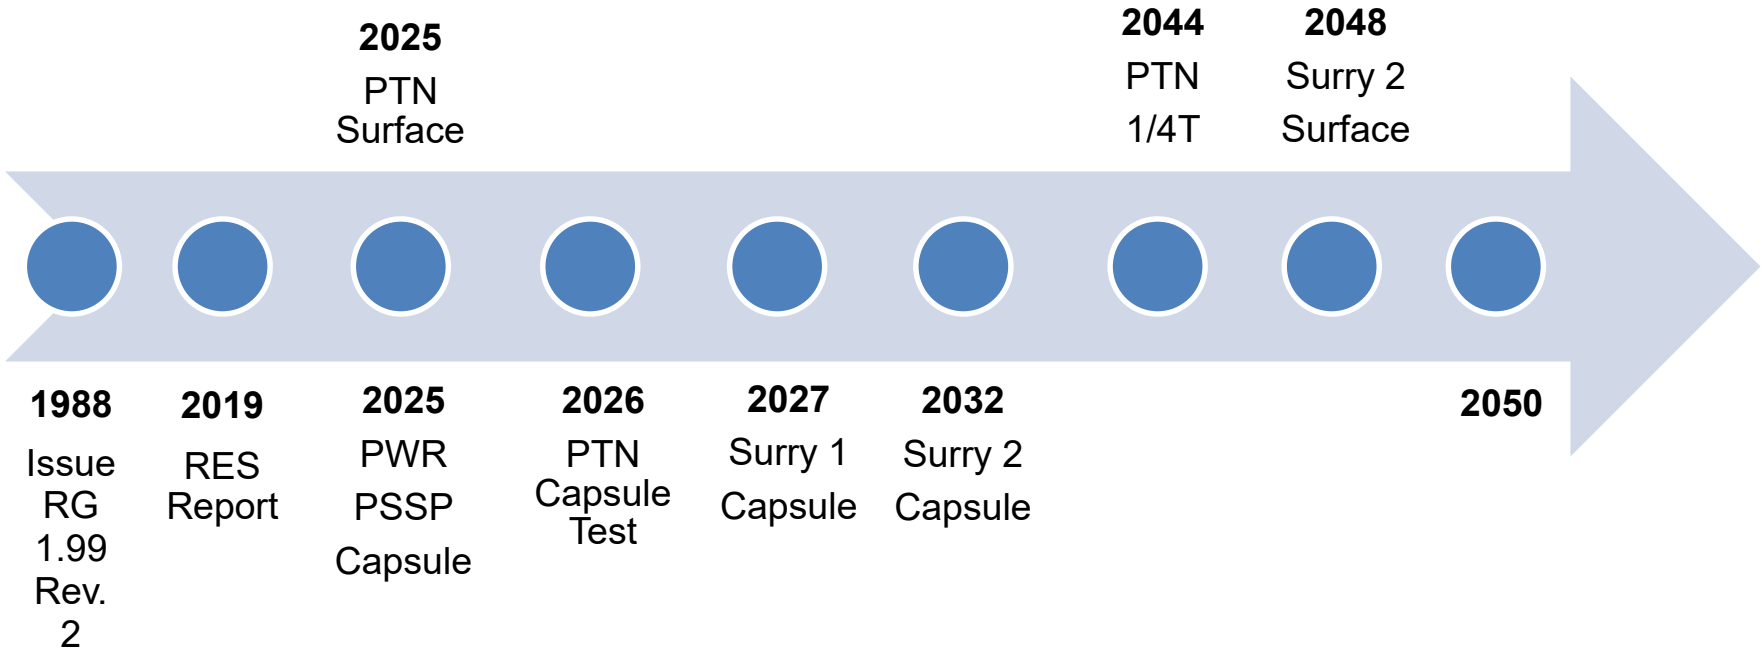 2025
PTN
Surface
2044
PTN
1/4T
2048
Surry 2
Surface
1988
Issue
RG
1.99
Rev.
2
2019
RES
Report
2025
PWR
PSSP
Capsule
2026
PTN
Capsule
Test
2027
Surry 1
Capsule
2032
Surry 2
Capsule
2050